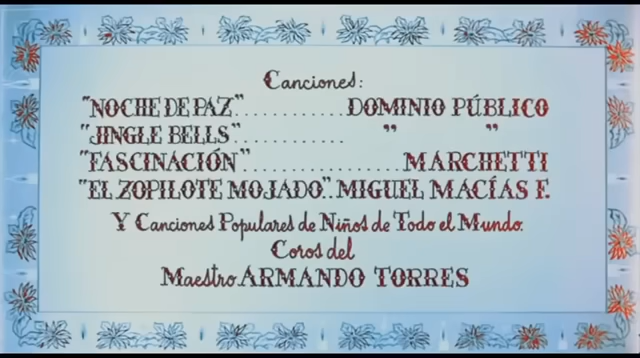 Canciones:
"NOCHE DE PAZ".......... DOMINIO PÚBLICO
"JINGLE BELLS".......... " "
"FASCINACIÓN"............... MARCHETTI
"EL ZOPILOTE MOJADO".. MIGUEL MACÍAS F.
Y Canciones Populares de Niños de Todo el Mundo.
Coros del
Maestro ARMANDO TORRES